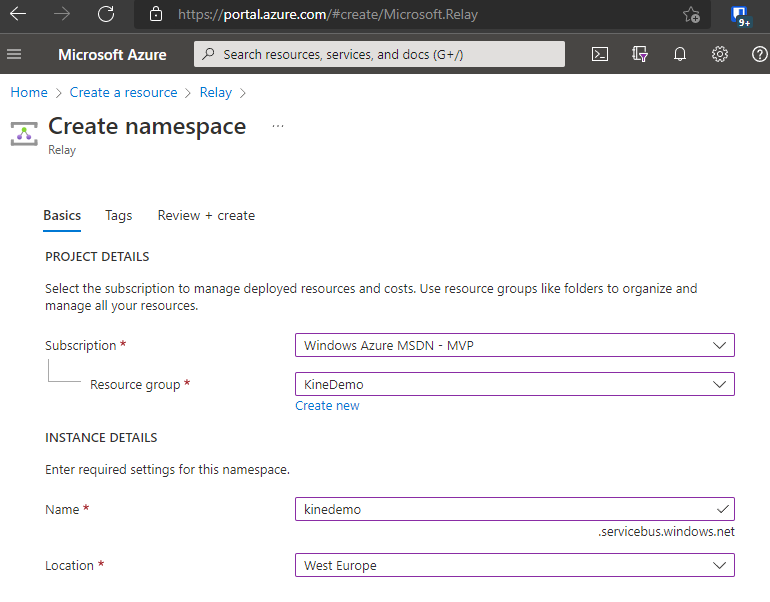 https://portal.azure.com/#create/Microsoft.Relay
9+
Microsoft Azure
Search resources, services, and docs (G+/)
Home > Create a resource > Relay >
Create namespace ...
Relay
Basics Tags Review + create
PROJECT DETAILS
Select the subscription to manage deployed resources and costs. Use resource groups like folders to organize and
manage all your resources.
Subscription * Windows Azure MSDN - MVP
Resource group * KineDemo
Create new
INSTANCE DETAILS
Enter required settings for this namespace.
Name * kinedemo
.servicebus.windows.net
Location * West Europe